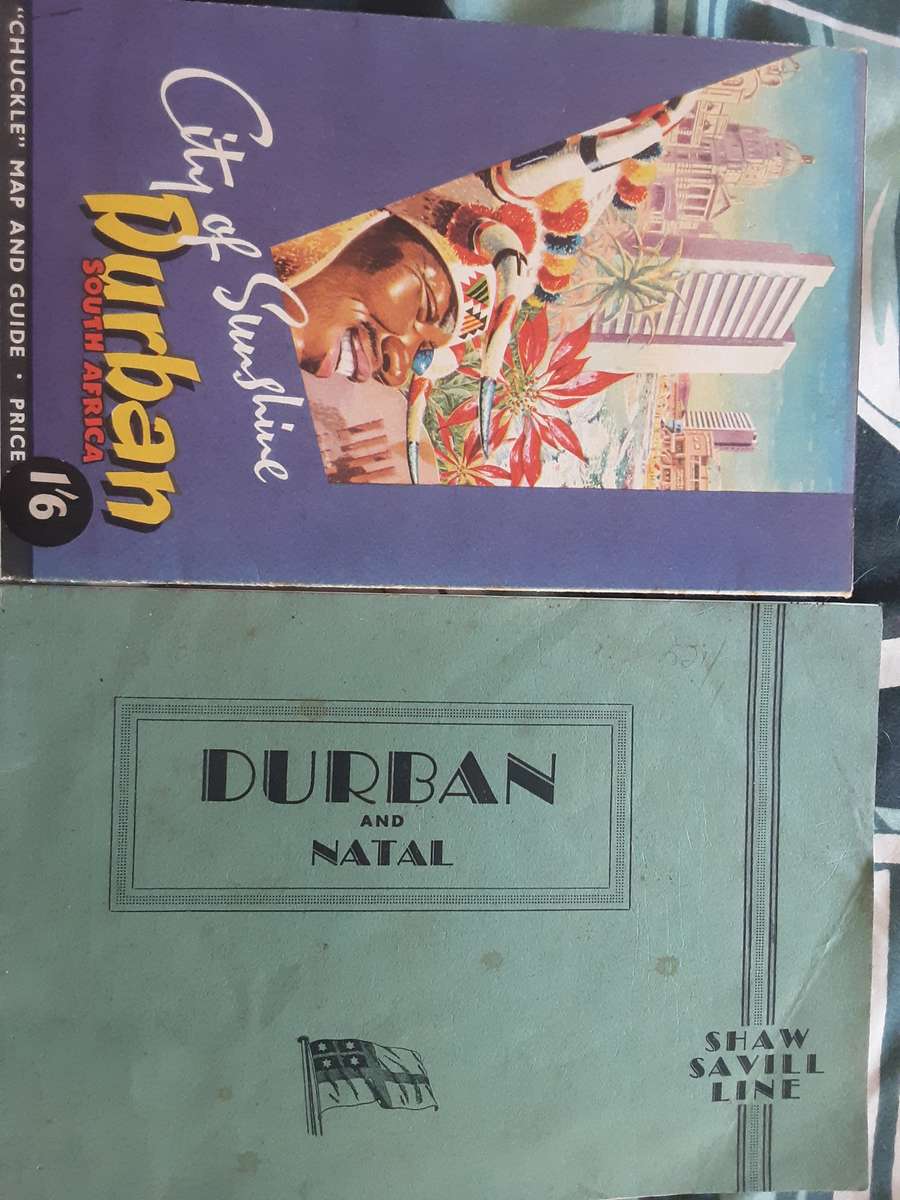 City of Sunshine
Durban
SOUTH AFRICA
"CHUCKLE" MAP AND GUIDE · PRICE
1'6
DURBAN
AND
NATAL
SHAW
SAVILL
LINE